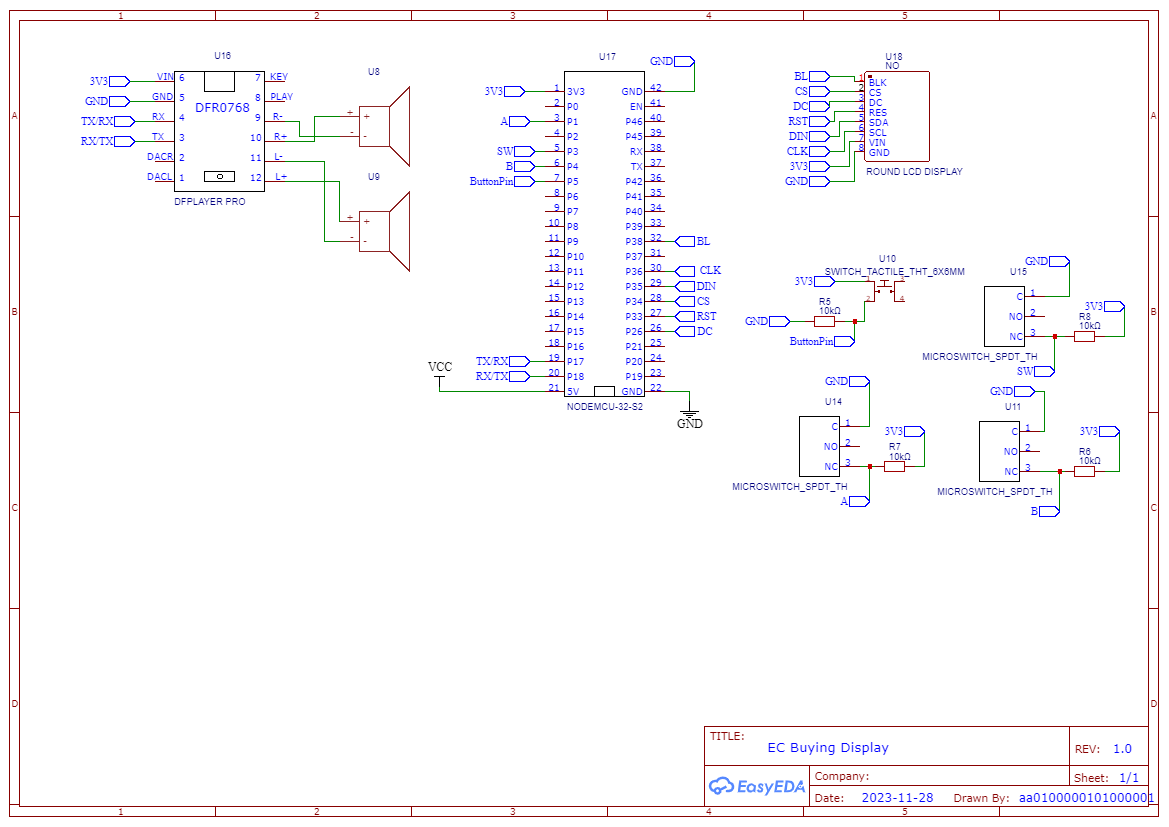 1 2 3 4 5
A
B
C
D
A
B
C
D
U16
3V3 VIN 6
GND GND 5
TX/RX RX 4
RX/TX TX 3
DACR 2
DACL 1
DFR0768
7 KEY
8 PLAY
9 R-
10 R+
11 L-
12 L+
DFPLAYER PRO
U8
+ +
- -
U9
+ +
- -
U17
3V3 1 3V3
2 P0
A 3 P1
4 P2
SW 5 P3
B 6 P4
ButtonPin 7 P5
8 P6
9 P7
10 P8
11 P9
12 P10
13 P11
14 P12
15 P13
16 P14
17 P15
18 P16
TX/RX 19 P17
RX/TX 20 P18
VCC 21 5V
GND
GND 42
EN 41
P46 40
P45 39
RX 38
TX 37
P42 36
P41 35
P40 34
P39 33
P38 32 BL
P37 31
P36 30 CLK
P35 29 DIN
P34 28 CS
P33 27 RST
P26 26 DC
P21 25
P20 24
P19 23
GND 22
GND
NODEMCU-32-S2
U18
NO
BL 1 BLK
CS 2 CS
DC 3 DC
RST 4 RES
DIN 5 SDA
CLK 6 SCL
3V3 7 VIN
GND 8 GND
ROUND LCD DISPLAY
U10
SWITCH_TACTILE_THT_6X6MM
3V3 1 3
2 4
R5
10kΩ
GND
ButtonPin
GND
U15
C 1
NO 2
NC 3
3V3
R8
10kΩ
MICROSWITCH_SPDT_TH
SW
GND
U14
C 1
NO 2
NC 3
3V3
R7
10kΩ
MICROSWITCH_SPDT_TH
A
GND
U11
C 1
NO 2
NC 3
3V3
R6
10kΩ
MICROSWITCH_SPDT_TH
B
TITLE:
EC Buying Display
REV: 1.0
EasyEDA
Company:
Sheet: 1/1
Date: 2023-11-28 Drawn By: aa0100000101000001
1 2 3 4 5